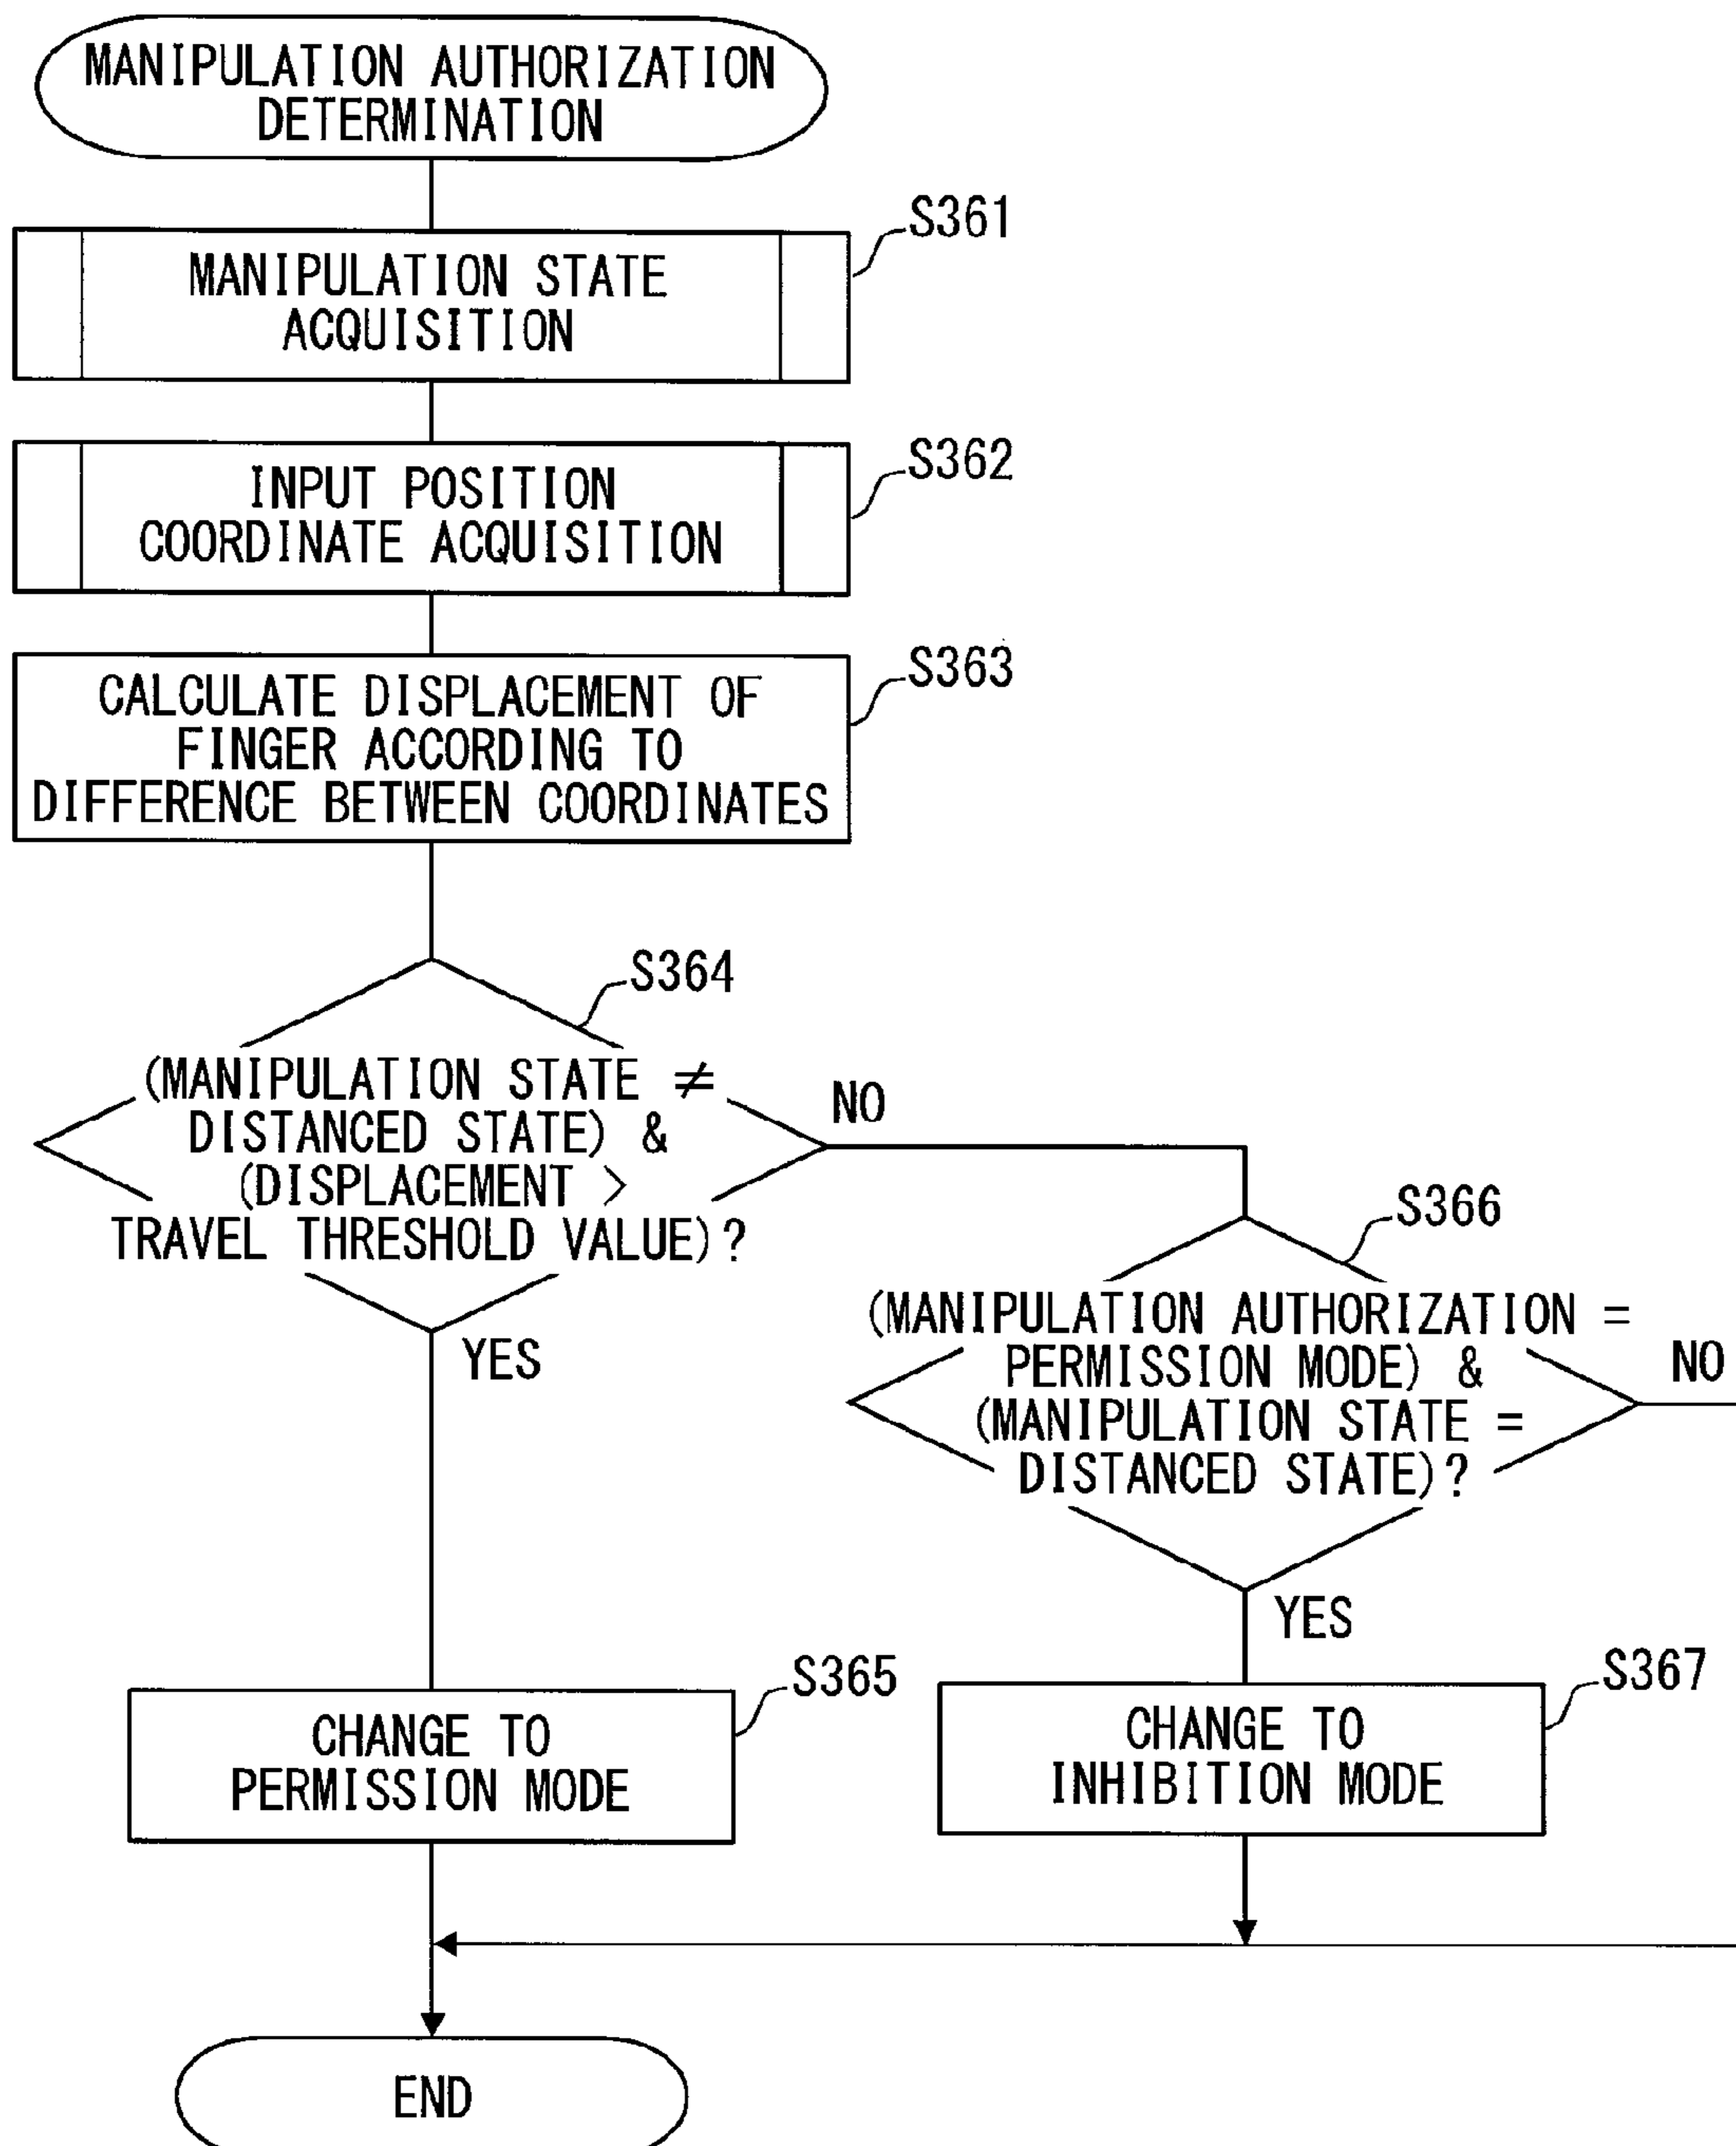 MANIPULATION AUTHORIZATION
DETERMINATION
S361
MANIPULATION STATE
ACQUISITION
S362
INPUT POSITION
COORDINATE ACQUISITION
S363
CALCULATE DISPLACEMENT OF
FINGER ACCORDING TO
DIFFERENCE BETWEEN COORDINATES
S364
(MANIPULATION STATE ≠
DISTANCED STATE) &
(DISPLACEMENT >
TRAVEL THRESHOLD VALUE)?
NO
YES
S366
(MANIPULATION AUTHORIZATION =
PERMISSION MODE) &
(MANIPULATION STATE =
DISTANCED STATE)?
NO
YES
S365
CHANGE TO
PERMISSION MODE
S367
CHANGE TO
INHIBITION MODE
END